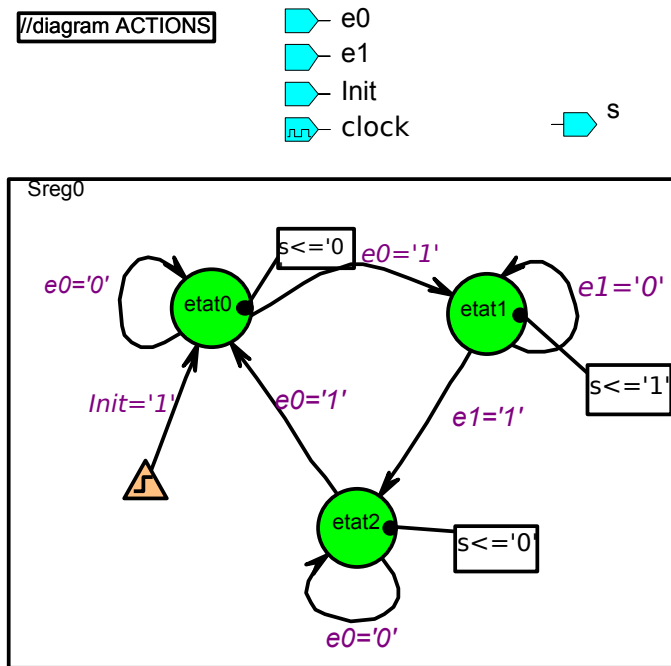 //diagram ACTIONS
e0
e1
Init
clock
s
Sreg0
s<='0
e0='1'
e0='0'
etat0
etat1
e1='0'
s<='1'
Init='1'
e0='1'
e1='1'
etat2
s<='0'
e0='0'